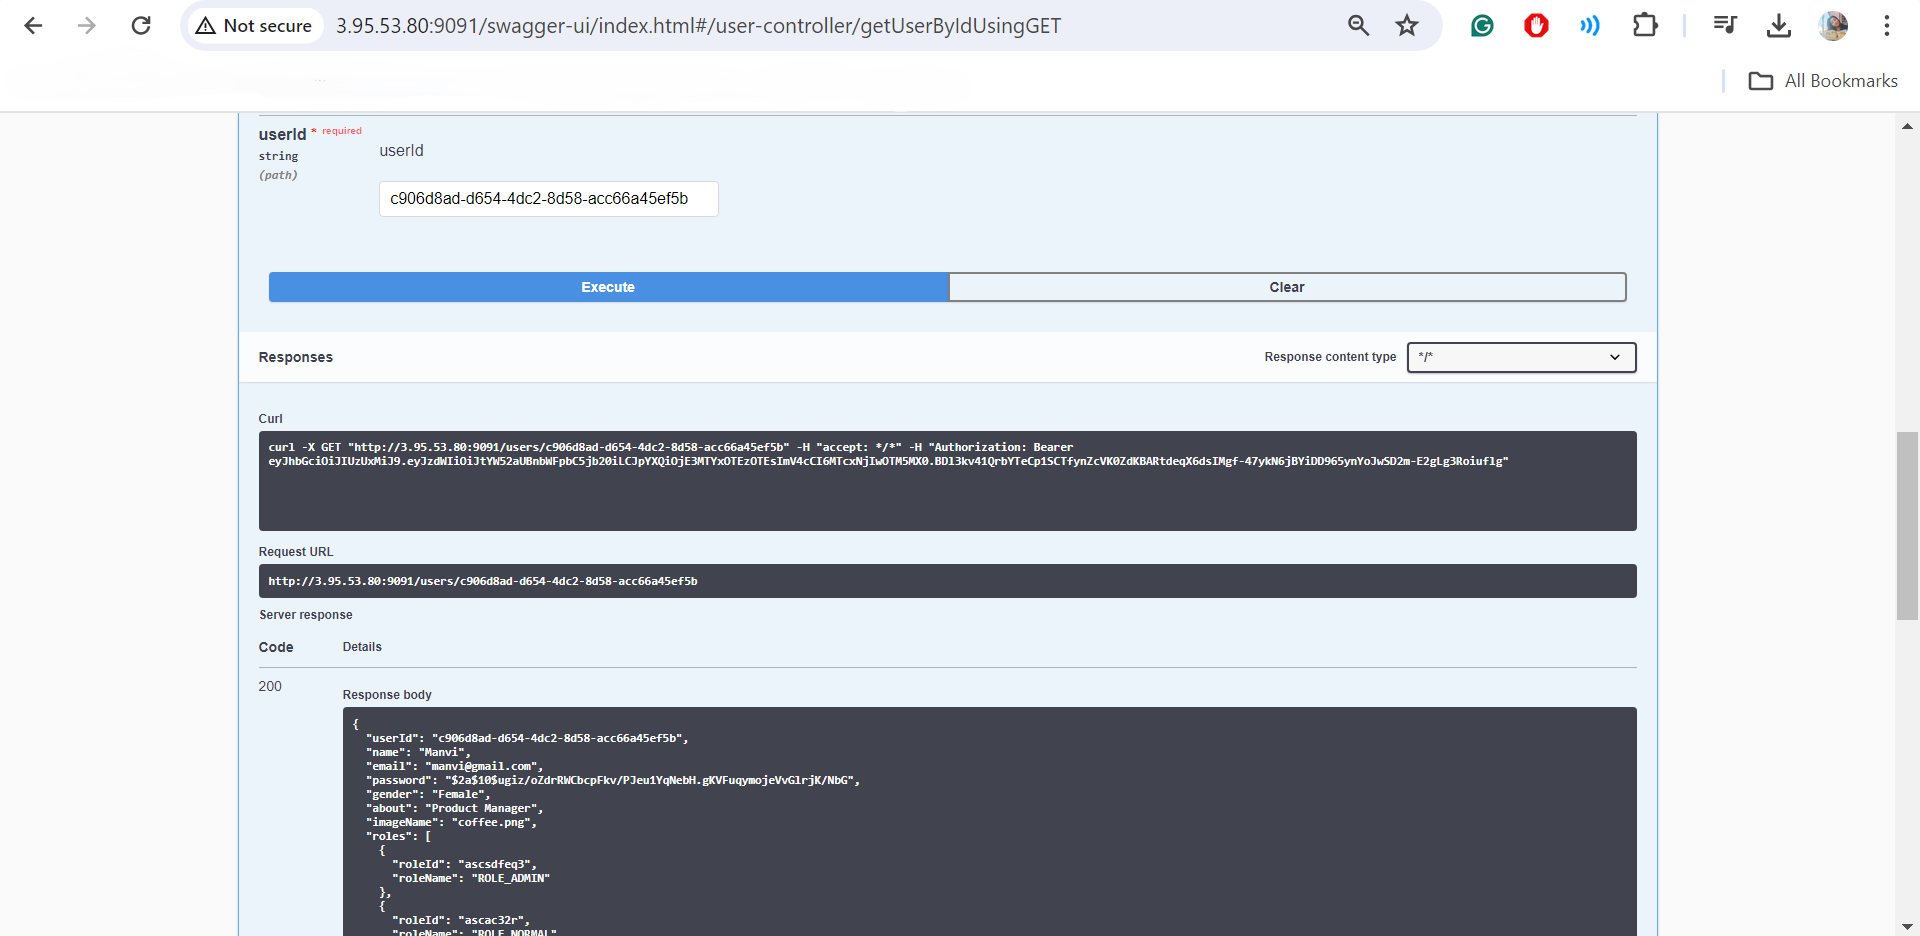 Not secure 3.95.53.80:9091/swagger-ui/index.html#/user-controller/getUserByIdUsingGET
All Bookmarks
userId * required
string
(path)
userId
c906d8ad-d654-4dc2-8d58-acc66a45ef5b
Execute Clear
Responses Response content type */*
Curl
curl -X GET "http://3.95.53.80:9091/users/c906d8ad-d654-4dc2-8d58-acc66a45ef5b" -H "accept: */*" -H "Authorization: Bearer
eyJhbGciOiJIUzUxMiJ9.eyJzdWIiOiJtYW52aUBnbWFpbC5jb20iLCJpYXQiOjE3MTYxOTEzOTEsImV4cCI6MTcxNjIwOTM5MX0.BDl3kv41QrbYTeCp1SCTfynZcVK0ZdKBARtdeqX6dsIMgf-47ykN6jBYiDD965ynYoJwSD2m-E2gLg3Roiuflg"
Request URL
http://3.95.53.80:9091/users/c906d8ad-d654-4dc2-8d58-acc66a45ef5b
Server response
Code Details
200
Response body
{
"userId": "c906d8ad-d654-4dc2-8d58-acc66a45ef5b",
"name": "Manvi",
"email": "manvi@gmail.com",
"password": "$2a$10$ugiz/oZdrRWCbcpFkv/PJeu1YqNebH.gKVFuqymojeVvGlrjK/NbG",
"gender": "Female",
"about": "Product Manager",
"imageName": "coffee.png",
"roles": [
{
"roleId": "ascsdfeq3",
"roleName": "ROLE_ADMIN"
},
{
"roleId": "ascac32r",
"roleName": "ROLE_NORMAL"